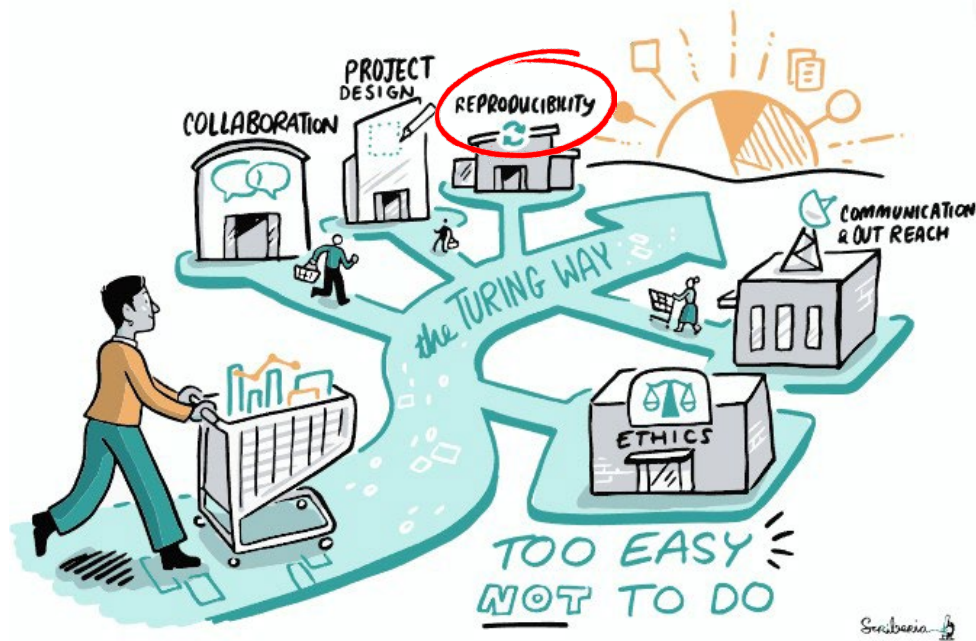 PROJECT
DESIGN
REPRODUCIBILITY
COLLABORATION
COMMUNICATION
& OUT REACH
the TURING WAY
ETHICS
TOO EASY
NOT TO DO
Scriberia